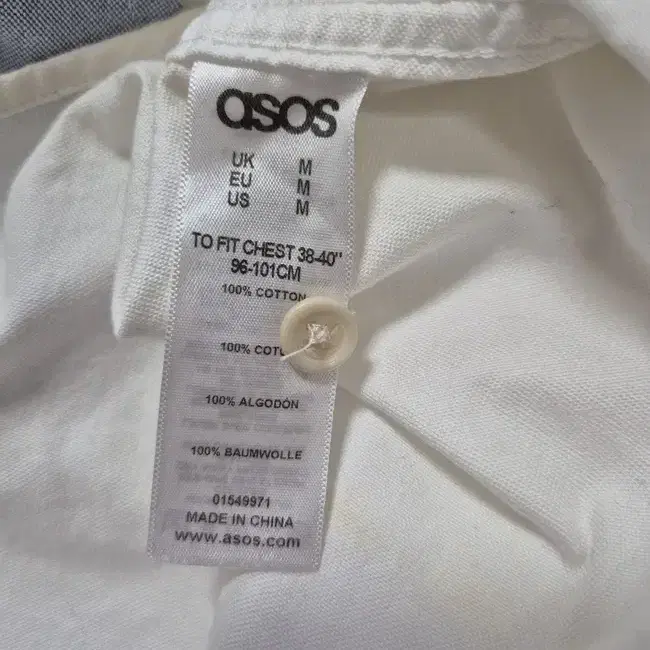 asos
UK M
EU M
US M
TO FIT CHEST 38-40"
96-101CM
100% COTTON
100%
100% ALGODÓN
100% BAUMWOLLE
01549971
MADE IN CHINA
www.asos.com